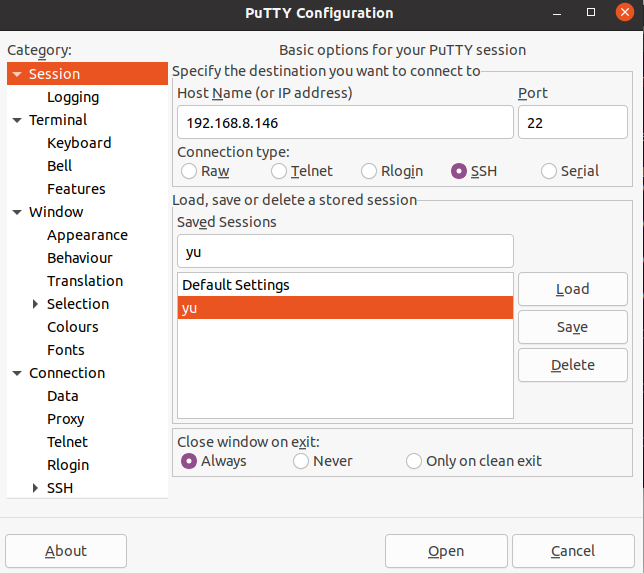 PuTTY Configuration
Category:
Session
Logging
Terminal
Keyboard
Bell
Features
Window
Appearance
Behaviour
Translation
Selection
Colours
Fonts
Connection
Data
Proxy
Telnet
Rlogin
SSH
Basic options for your PuTTY session
Specify the destination you want to connect to
Host Name (or IP address) Port
192.168.8.146 22
Connection type:
Raw Telnet Rlogin SSH Serial
Load, save or delete a stored session
Saved Sessions
yu
Default Settings
yu
Load
Save
Delete
Close window on exit:
Always Never Only on clean exit
About Open Cancel